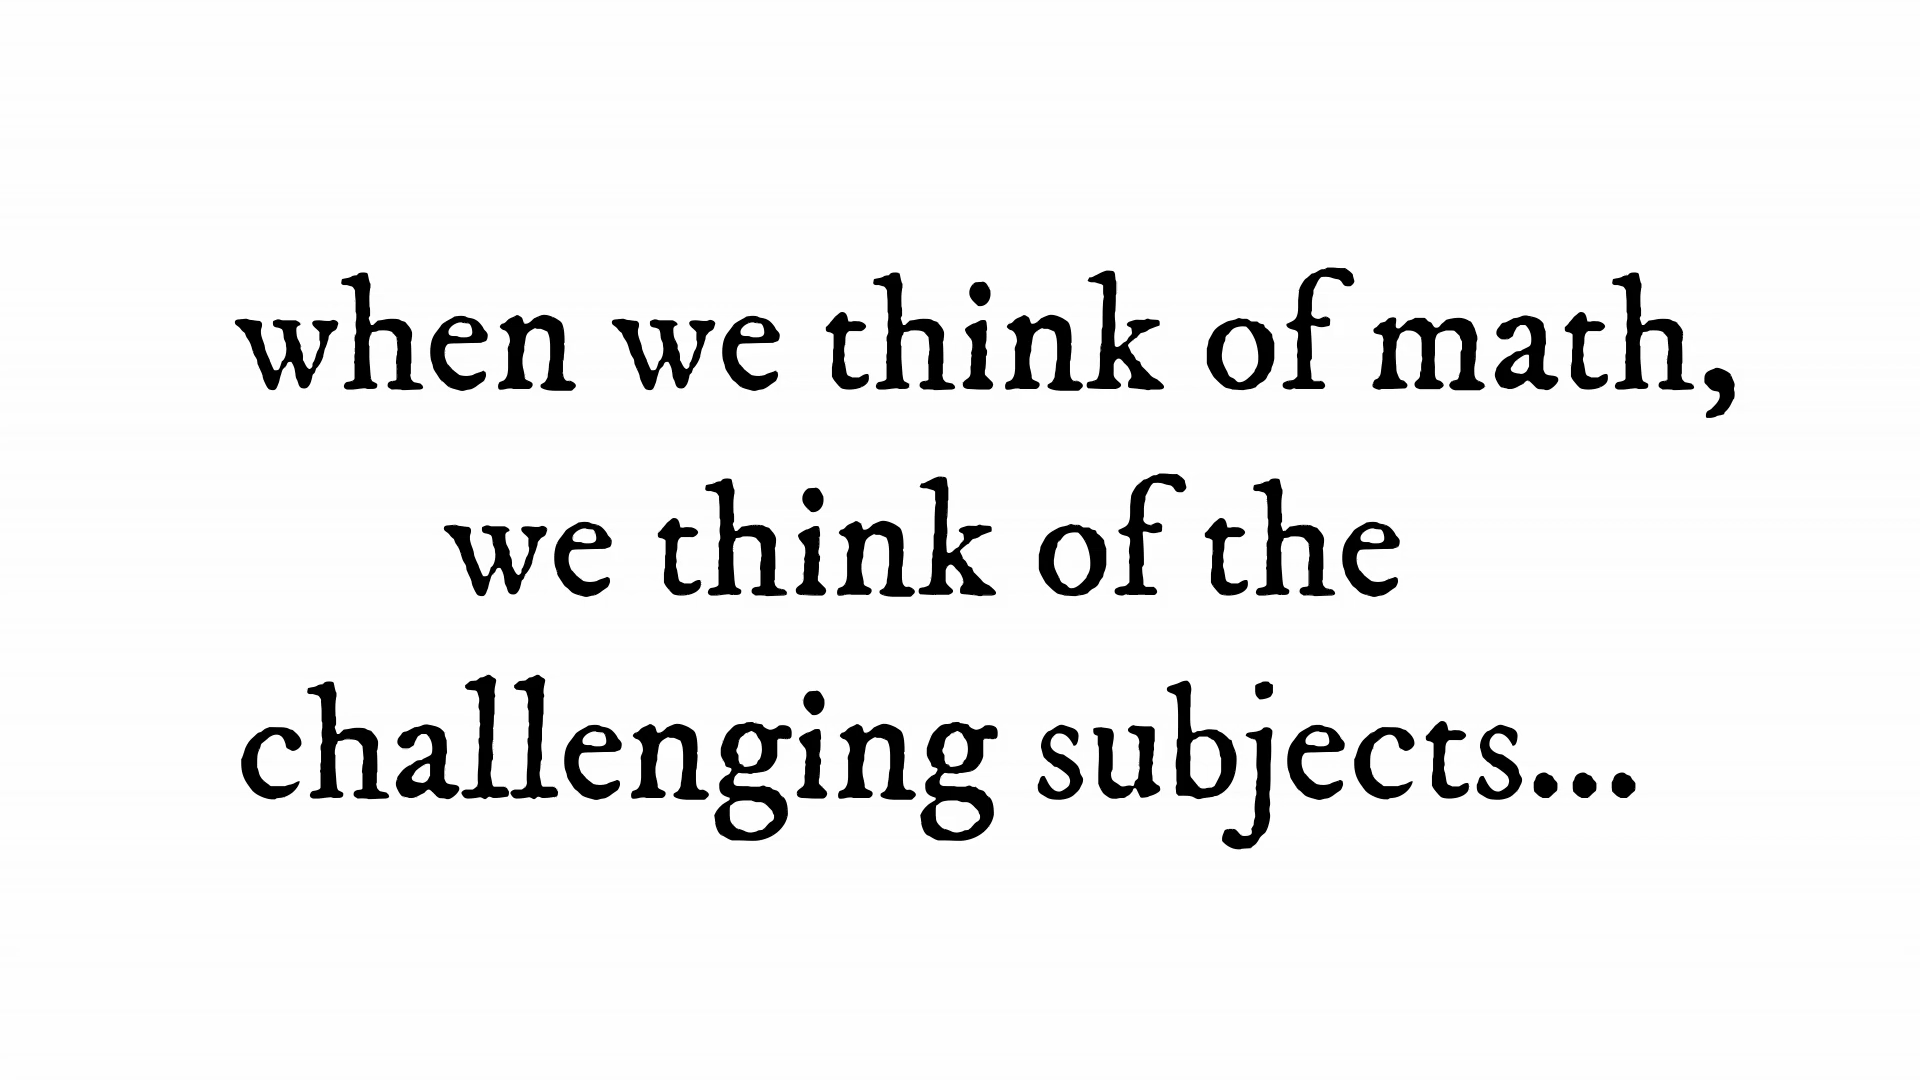 when we think of math,
we think of the
challenging subjects...